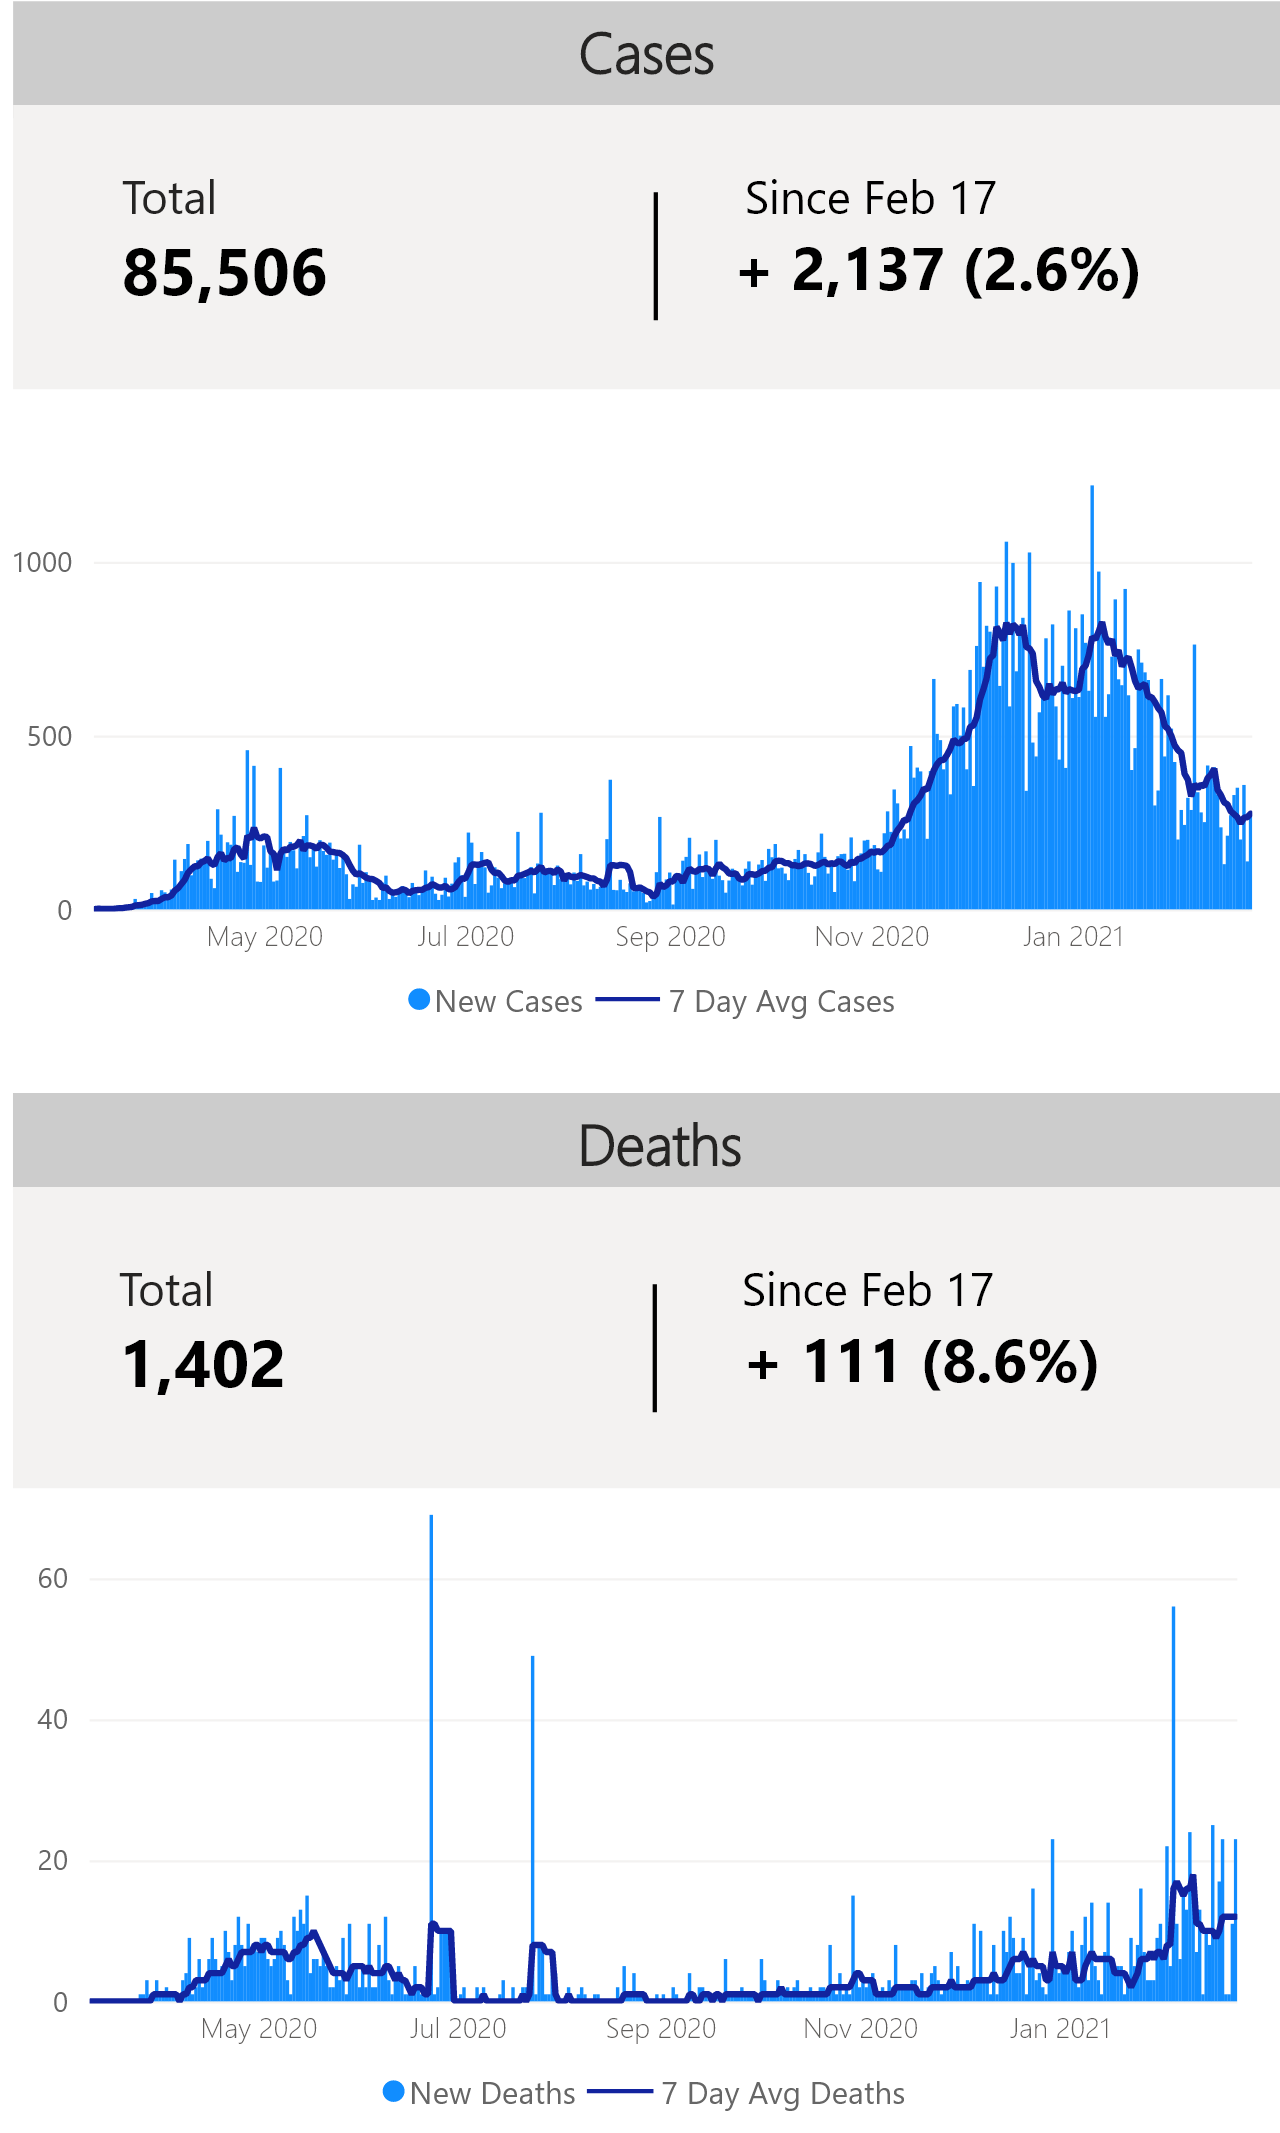 Cases
Total
Since Feb 17
85,506
+ 2,137 (2.6%)
1000
500
0
May 2020
Jul 2020
Sep 2020
Nov 2020
Jan 2021
New Cases
7 Day Avg Cases
Deaths
Total
Since Feb 17
1,402
+ 111 (8.6%)
60
40
20
0
May 2020
Jul 2020
Sep 2020
Nov 2020
Jan 2021
New Deaths
7 Day Avg Deaths